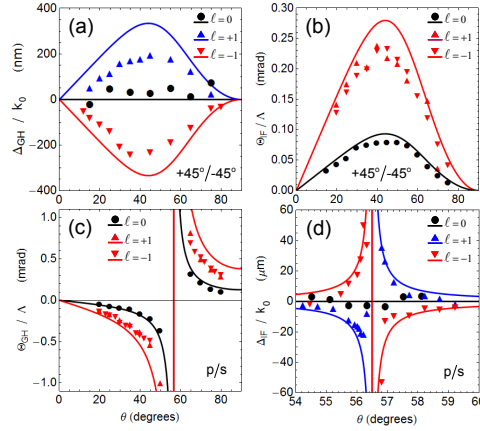 (a)
ℓ = 0
ℓ = +1
ℓ = −1
400
200
0
-200
-400
Δ_GH / k₀ (nm)
+45°/-45°
0 20 40 60 80
(b)
ℓ = 0
ℓ = +1
ℓ = −1
0.30
0.25
0.20
0.15
0.10
0.05
0.00
Θ_IF / Λ (mrad)
+45°/-45°
0 20 40 60 80
(c)
ℓ = 0
ℓ = +1
ℓ = −1
1.0
0.5
0.0
-0.5
-1.0
Θ_GH / Λ (mrad)
p/s
0 20 40 60 80
θ (degrees)
(d)
ℓ = 0
ℓ = +1
ℓ = −1
60
40
20
0
-20
-40
-60
Δ_IF / k₀ (μm)
p/s
54 55 56 57 58 59 60
θ (degrees)